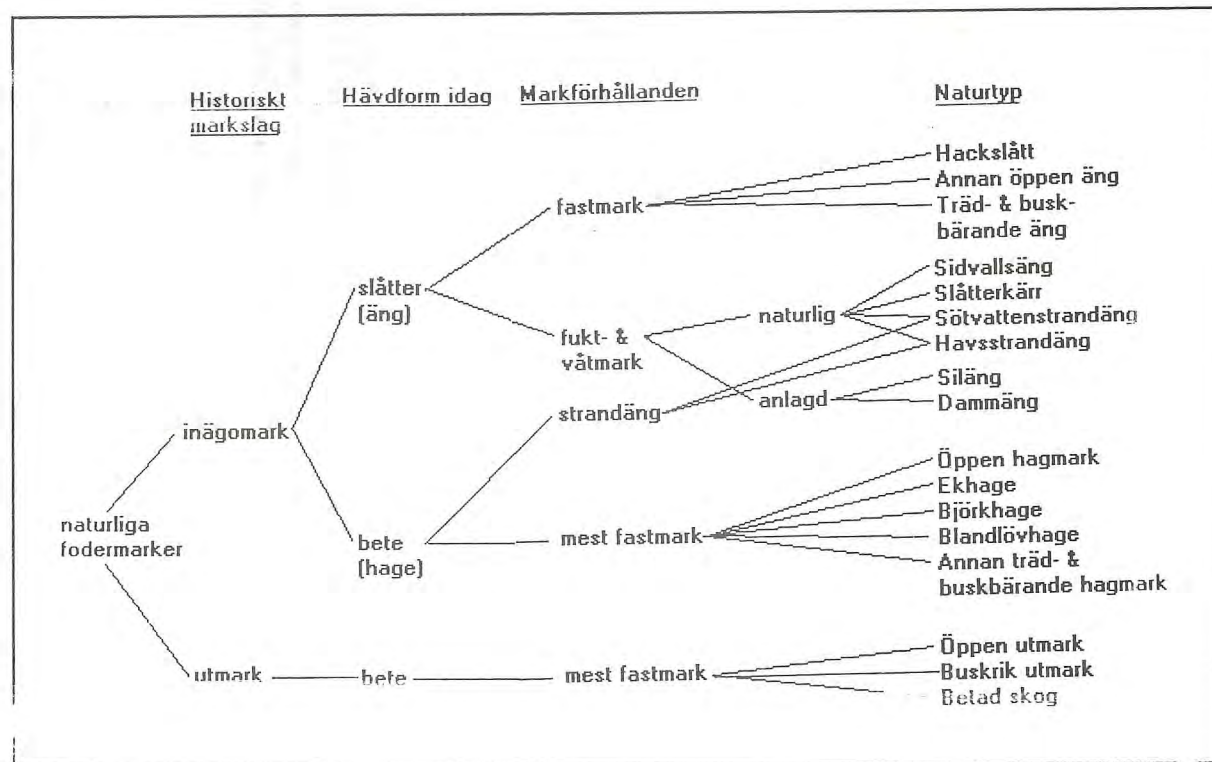 Historiskt
markslag
Hävdform idag
Markförhållanden
Naturtyp
Hackslått
Annan öppen äng
Träd- & busk-
bärande äng
fastmark
Sidvallsäng
Slåtterkärr
Sötvattenstrandäng
Havsstrandäng
slåtter
(äng)
naturlig
fukt- &
våtmark
Siläng
Dammäng
anlagd
strandäng
inägomark
Öppen hagmark
Ekhage
Björkhage
Blandlövhage
Annan träd- &
buskbärande hagmark
naturliga
fodermarker
bete
(hage)
mest fastmark
Öppen utmark
Buskrik utmark
Betad skog
utmark
bete
mest fastmark